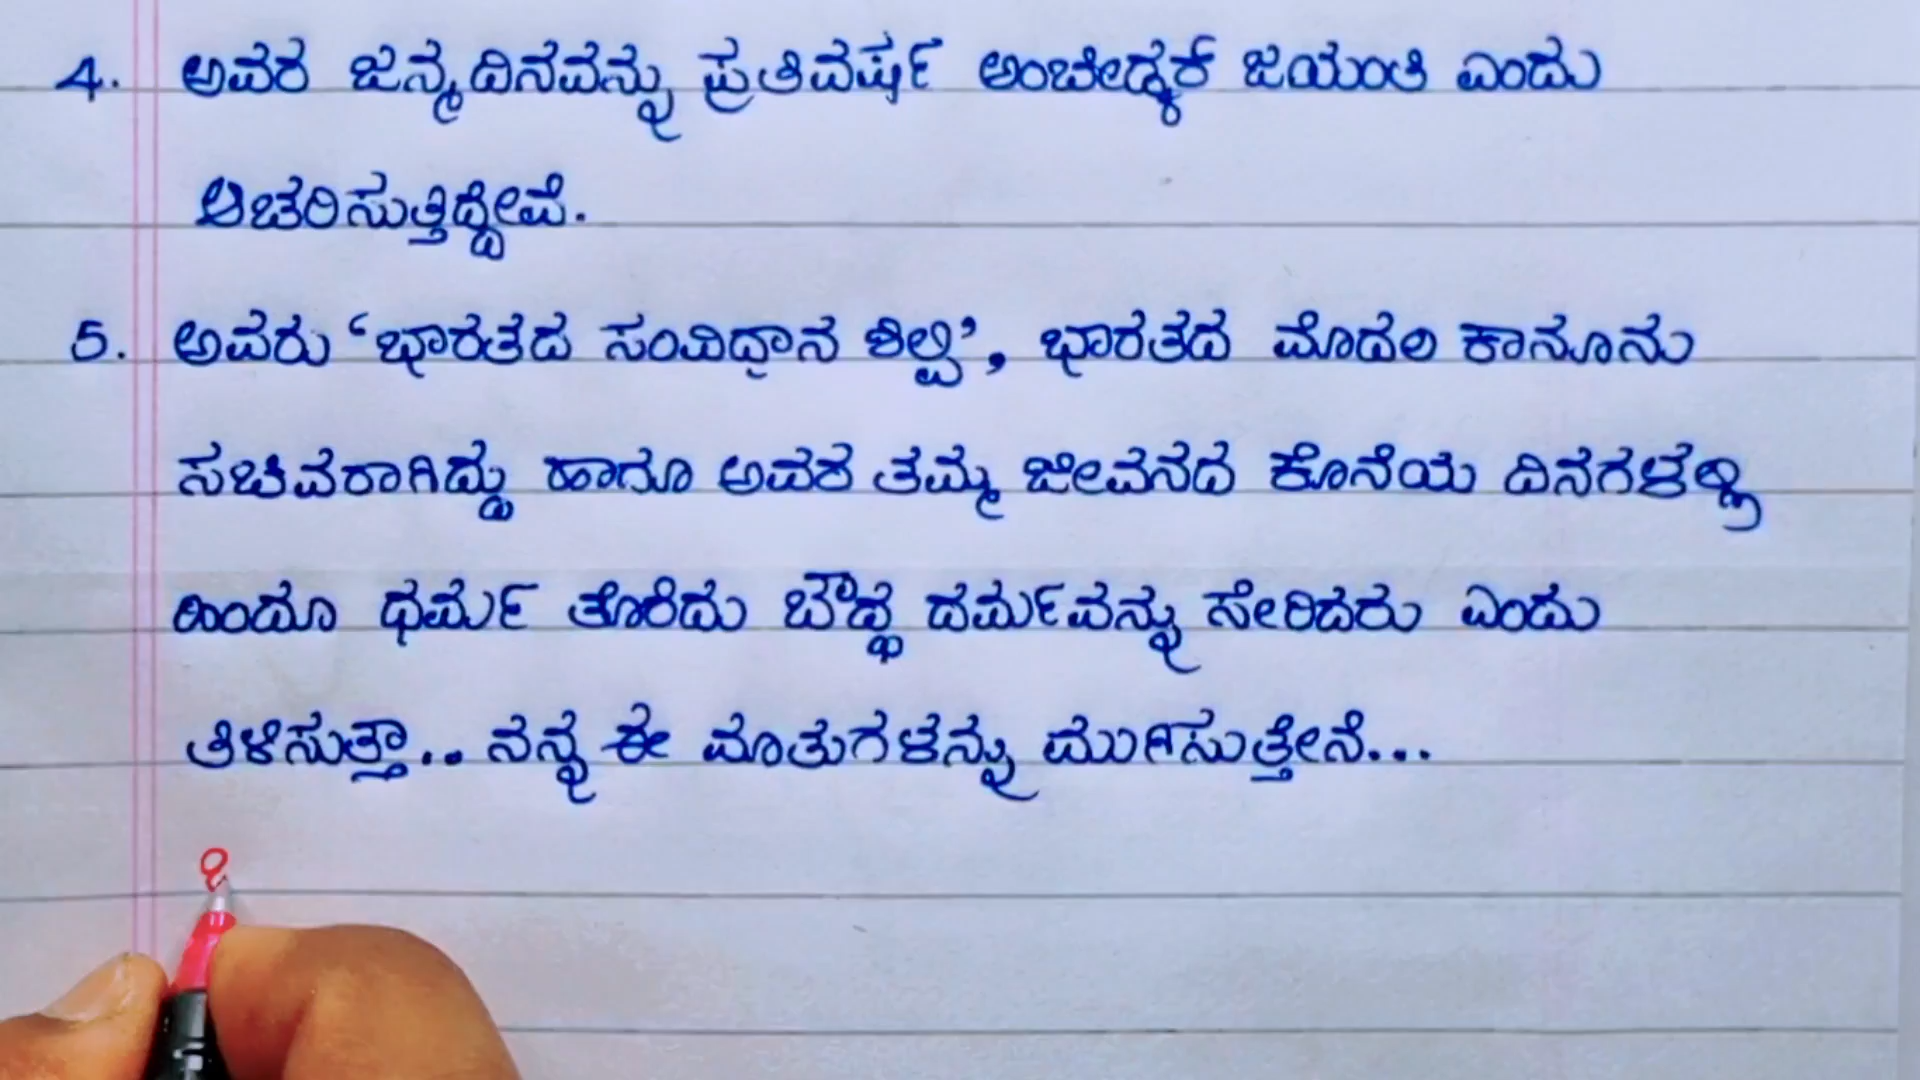 4. ಅವರ ಜನ್ಮದಿನವನ್ನು ಪ್ರತಿವರ್ಷ ಅಂಬೇಡ್ಕರ್ ಜಯಂತಿ ಎಂದು
ಆಚರಿಸುತ್ತಿದ್ದೇವೆ.
5. ಅವರು ‘ಭಾರತದ ಸಂವಿಧಾನ ಶಿಲ್ಪಿ’, ಭಾರತದ ಮೊದಲ ಕಾನೂನು
ಸಚಿವರಾಗಿದ್ದು ಹಾಗೂ ಅವರ ತಮ್ಮ ಜೀವನದ ಕೊನೆಯ ದಿನಗಳಲ್ಲಿ
ಹಿಂದೂ ಧರ್ಮ ತೊರೆದು ಬೌದ್ಧ ದರ್ಮವನ್ನು ಸೇರಿದರು ಎಂದು
ತಿಳಿಸುತ್ತಾ.. ನನ್ನ ಈ ಮಾತುಗಳನ್ನು ಮುಗಿಸುತ್ತೇನೆ...